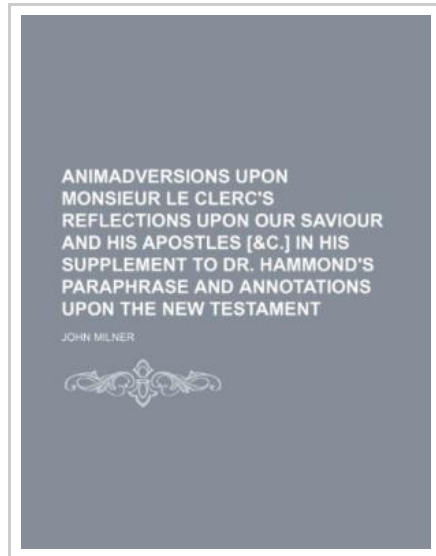 ANIMADVERSIONS UPON
MONSIEUR LE CLERC'S
REFLECTIONS UPON OUR SAVIOUR
AND HIS APOSTLES [&C.] IN HIS
SUPPLEMENT TO DR. HAMMOND'S
PARAPHRASE AND ANNOTATIONS
UPON THE NEW TESTAMENT
JOHN MILNER